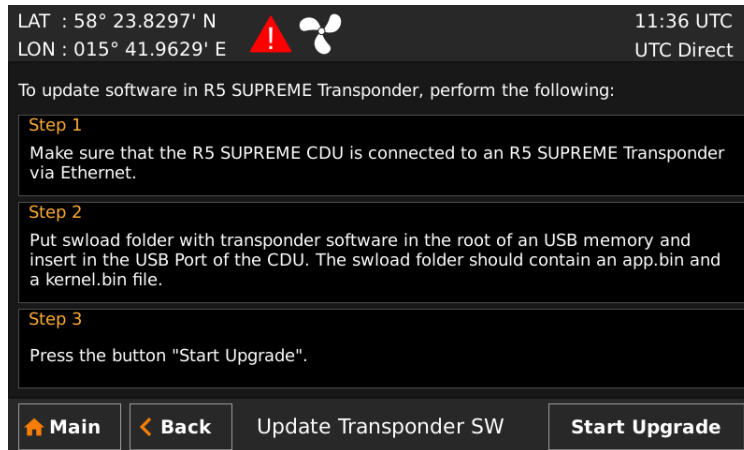 LAT : 58° 23.8297' N
LON : 015° 41.9629' E
11:36 UTC
UTC Direct
To update software in R5 SUPREME Transponder, perform the following:
Step 1
Make sure that the R5 SUPREME CDU is connected to an R5 SUPREME Transponder
via Ethernet.
Step 2
Put swload folder with transponder software in the root of an USB memory and
insert in the USB Port of the CDU. The swload folder should contain an app.bin and
a kernel.bin file.
Step 3
Press the button "Start Upgrade".
Main
Back
Update Transponder SW
Start Upgrade